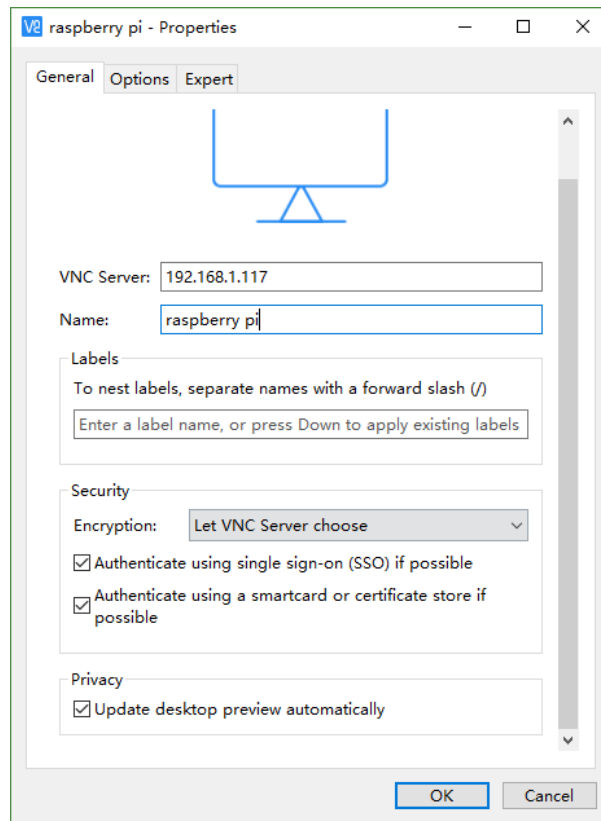 raspberry pi - Properties
General Options Expert
VNC Server: 192.168.1.117
Name: raspberry pi
Labels
To nest labels, separate names with a forward slash (/)
Enter a label name, or press Down to apply existing labels
Security
Encryption: Let VNC Server choose
Authenticate using single sign-on (SSO) if possible
Authenticate using a smartcard or certificate store if
possible
Privacy
Update desktop preview automatically
OK Cancel